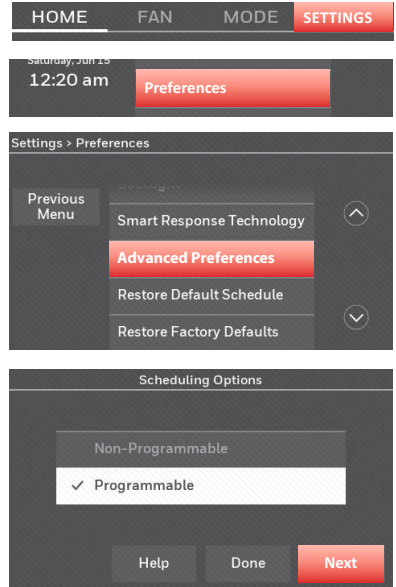 HOME FAN MODE SETTINGS
Saturday, Jun 15
12:20 am
Preferences
Settings > Preferences
Previous
Menu
Smart Response Technology
Advanced Preferences
Restore Default Schedule
Restore Factory Defaults
Scheduling Options
Non-Programmable
✓ Programmable
Help Done Next